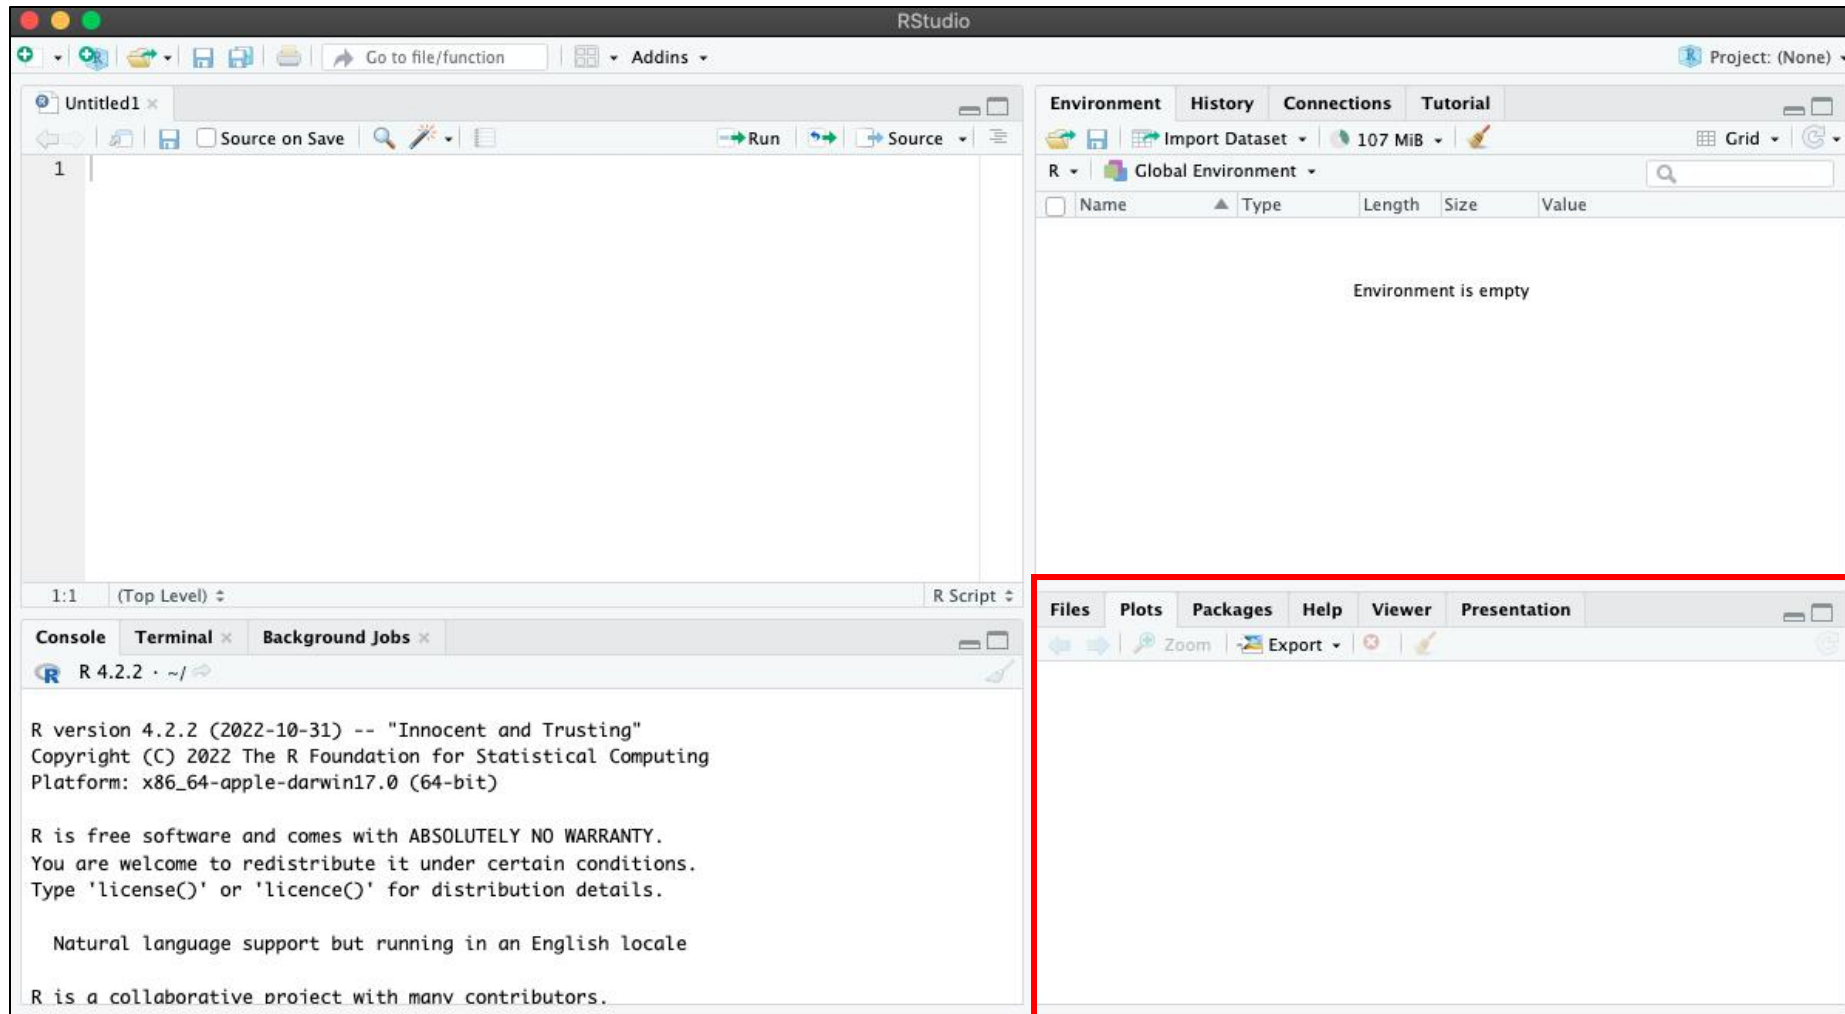 RStudio
Go to file/function Addins Project: (None)
Untitled1
Source on Save Run Source
1
1:1 (Top Level) R Script
Environment History Connections Tutorial
Import Dataset 107 MiB Grid
R Global Environment
Name Type Length Size Value
Environment is empty
Console Terminal Background Jobs
R 4.2.2 · ~/
R version 4.2.2 (2022-10-31) -- "Innocent and Trusting"
Copyright (C) 2022 The R Foundation for Statistical Computing
Platform: x86_64-apple-darwin17.0 (64-bit)
R is free software and comes with ABSOLUTELY NO WARRANTY.
You are welcome to redistribute it under certain conditions.
Type 'license()' or 'licence()' for distribution details.
Natural language support but running in an English locale
R is a collaborative project with many contributors.
Files Plots Packages Help Viewer Presentation
Zoom Export